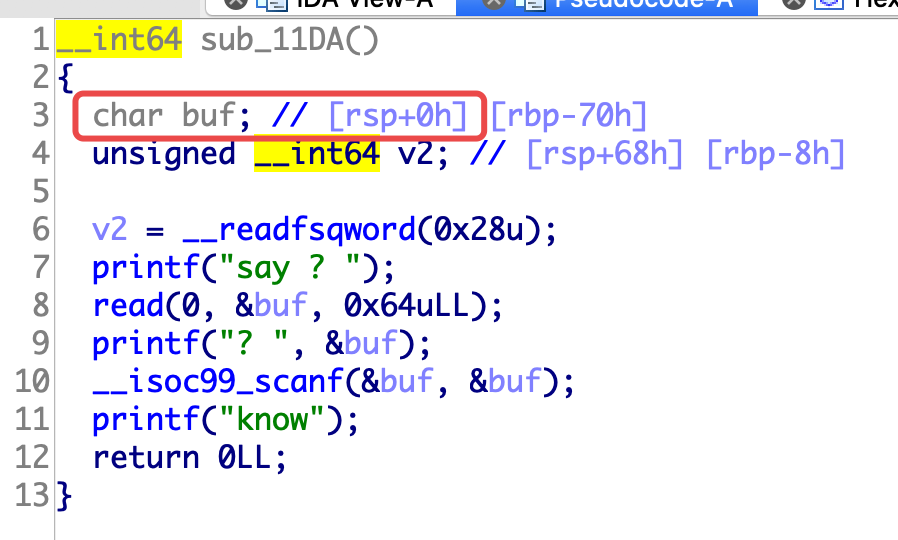 IDA View-A Pseudocode-A Hex
1 __int64 sub_11DA()
2 {
3 char buf; // [rsp+0h] [rbp-70h]
4 unsigned __int64 v2; // [rsp+68h] [rbp-8h]
5
6 v2 = __readfsqword(0x28u);
7 printf("say ? ");
8 read(0, &buf, 0x64uLL);
9 printf("? ", &buf);
10 __isoc99_scanf(&buf, &buf);
11 printf("know");
12 return 0LL;
13 }